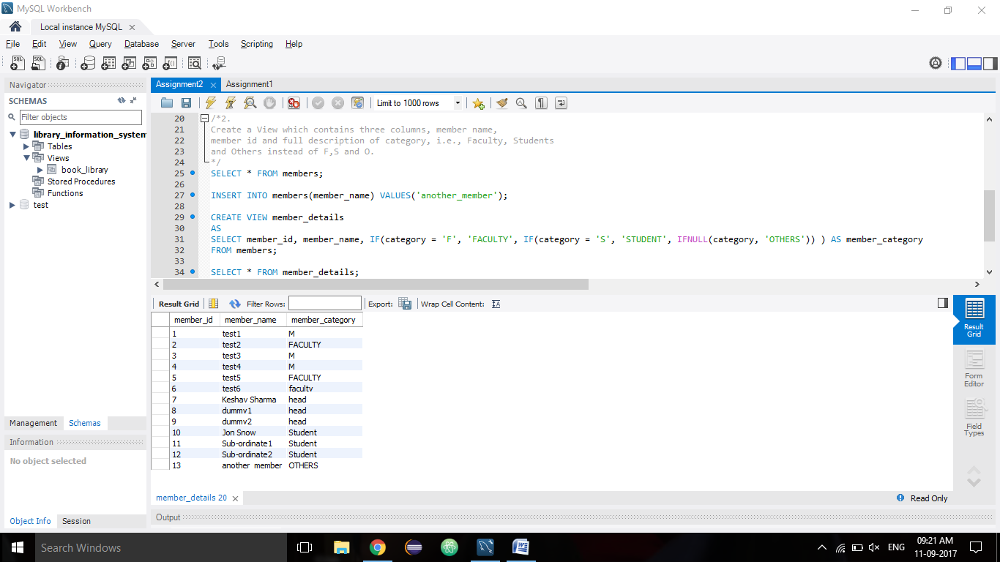 MySQL Workbench
Local instance MySQL
File Edit View Query Database Server Tools Scripting Help
Navigator
SCHEMAS
Filter objects
library_information_system
Tables
Views
book_library
Stored Procedures
Functions
test
Management Schemas
Information
No object selected
Object Info Session
Assignment2 Assignment1
Limit to 1000 rows
20 /*2.
21 Create a View which contains three columns, member name,
22 member id and full description of category, i.e., Faculty, Students
23 and Others instead of F,S and O.
24 */
25 SELECT * FROM members;
26
27 INSERT INTO members(member_name) VALUES('another_member');
28
29 CREATE VIEW member_details
30 AS
31 SELECT member_id, member_name, IF(category = 'F', 'FACULTY', IF(category = 'S', 'STUDENT', IFNULL(category, 'OTHERS')) ) AS member_category
32 FROM members;
33
34 SELECT * FROM member_details;
Result Grid Filter Rows: Export: Wrap Cell Content:
member_id member_name member_category
1 test1 M
2 test2 FACULTY
3 test3 M
4 test4 M
5 test5 FACULTY
6 test6 faculty
7 Keshav Sharma head
8 dummy1 head
9 dummy2 head
10 Jon Snow Student
11 Sub-ordinate1 Student
12 Sub-ordinate2 Student
13 another_member OTHERS
Result
Grid
Form
Editor
Field
Types
member_details 20
Read Only
Output
Search Windows
ENG
09:21 AM
11-09-2017